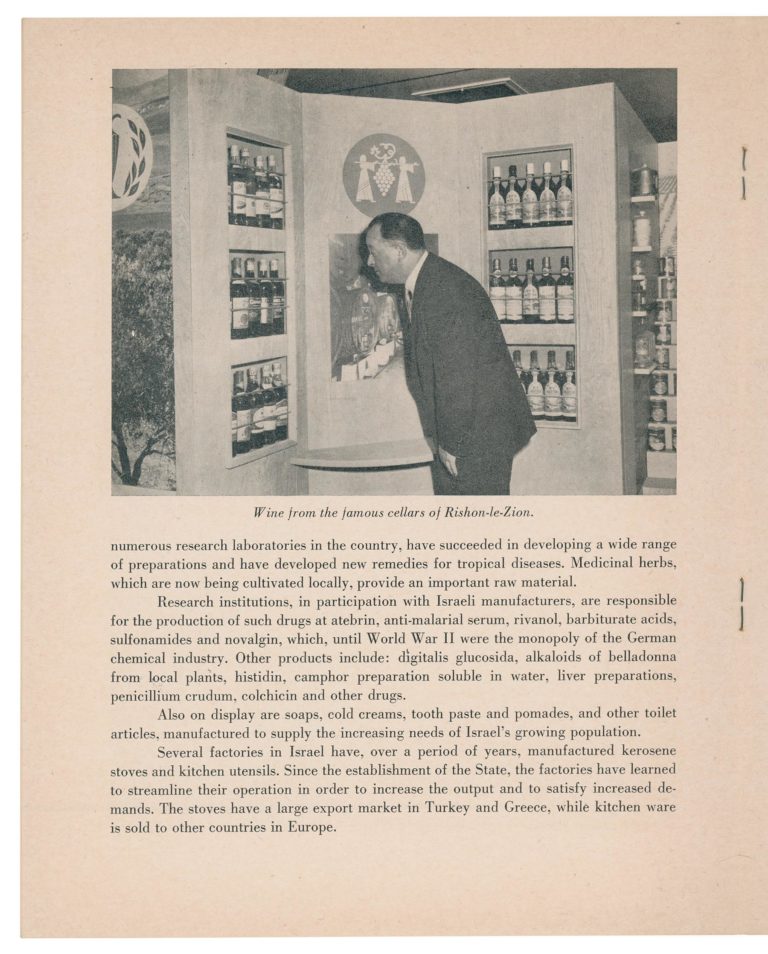 Wine from the famous cellars of Rishon-le-Zion.
numerous research laboratories in the country, have succeeded in developing a wide range
of preparations and have developed new remedies for tropical diseases. Medicinal herbs,
which are now being cultivated locally, provide an important raw material.
Research institutions, in participation with Israeli manufacturers, are responsible
for the production of such drugs at atebrin, anti-malarial serum, rivanol, barbiturate acids,
sulfonamides and novalgin, which, until World War II were the monopoly of the German
chemical industry. Other products include: digitalis glucosida, alkaloids of belladonna
from local plants, histidin, camphor preparation soluble in water, liver preparations,
penicillium crudum, colchicin and other drugs.
Also on display are soaps, cold creams, tooth paste and pomades, and other toilet
articles, manufactured to supply the increasing needs of Israel's growing population.
Several factories in Israel have, over a period of years, manufactured kerosene
stoves and kitchen utensils. Since the establishment of the State, the factories have learned
to streamline their operation in order to increase the output and to satisfy increased de-
mands. The stoves have a large export market in Turkey and Greece, while kitchen ware
is sold to other countries in Europe.